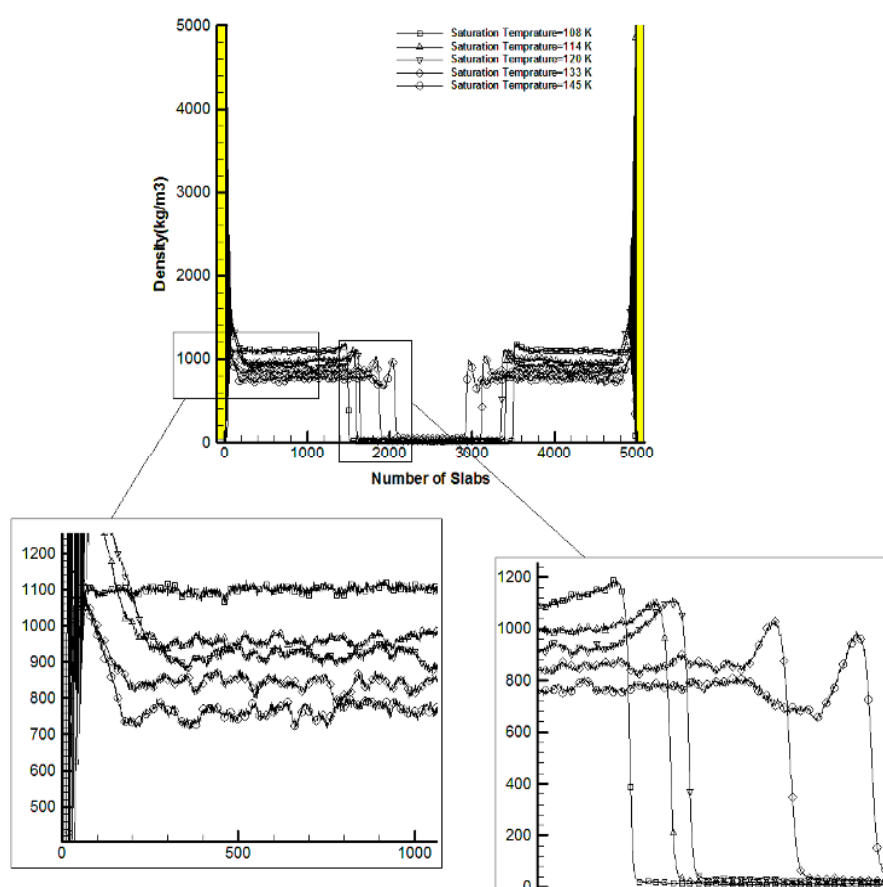 5000
Saturation Temprature=108 K
Saturation Temprature=114 K
Saturation Temprature=120 K
Saturation Temprature=133 K
Saturation Temprature=145 K
4000
3000
2000
1000
0
Density(kg/m3)
0 1000 2000 3000 4000 5000
Number of Slabs
1200
1100
1000
900
800
700
600
500
0 500 1000
1200
1000
800
600
400
200
0